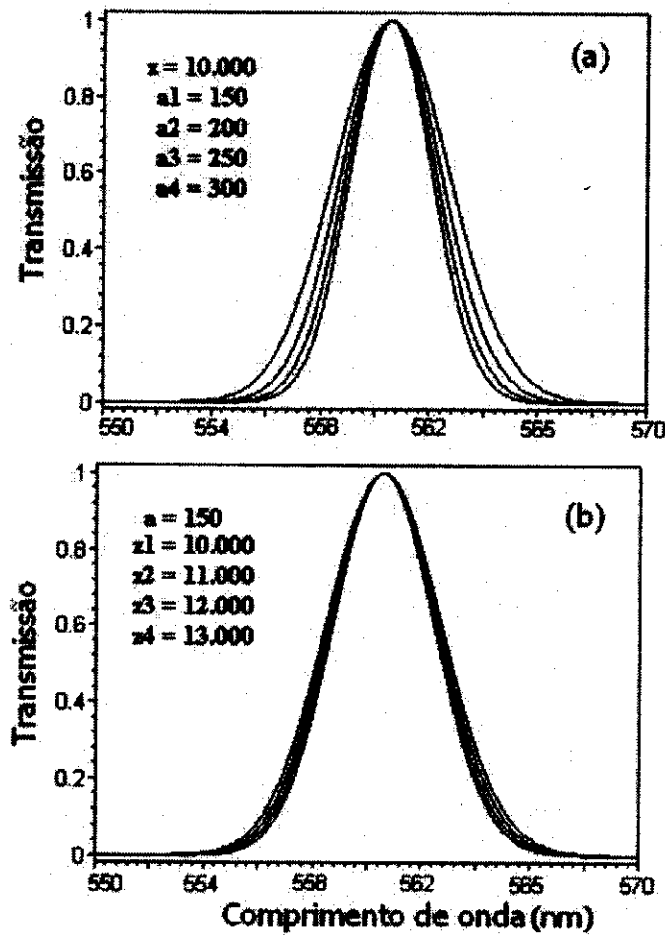 1
0.8
0.6
0.4
0.2
0
Transmissão
(a)
x = 10.000
a1 = 150
a2 = 200
a3 = 250
a4 = 300
550 554 558 562 565 570
1
0.8
0.6
0.4
0.2
0
Transmissão
(b)
a = 150
z1 = 10.000
z2 = 11.000
z3 = 12.000
z4 = 13.000
550 554 558 562 565 570
Comprimento de onda (nm)